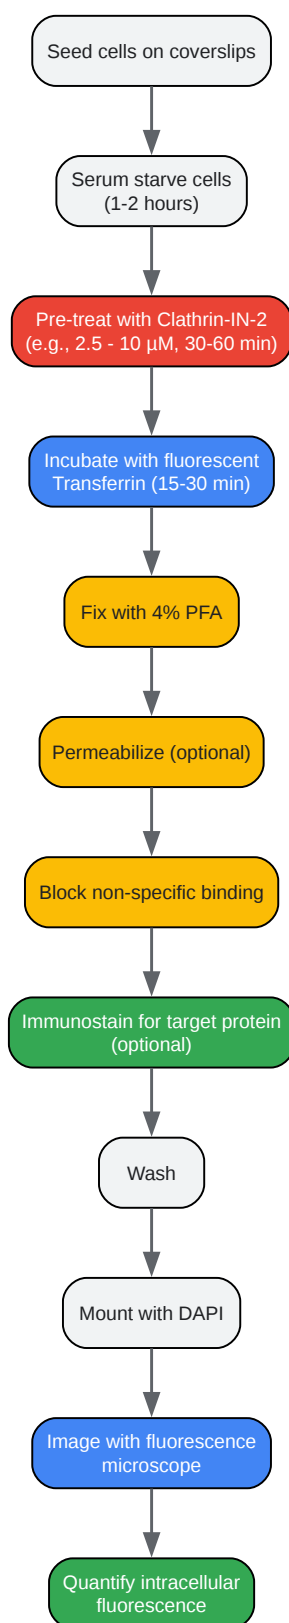 Seed cells on coverslips
Serum starve cells
(1-2 hours)
Pre-treat with Clathrin-IN-2
(e.g., 2.5 - 10 µM, 30-60 min)
Incubate with fluorescent
Transferrin (15-30 min)
Fix with 4% PFA
Permeabilize (optional)
Block non-specific binding
Immunostain for target protein
(optional)
Wash
Mount with DAPI
Image with fluorescence
microscope
Quantify intracellular
fluorescence